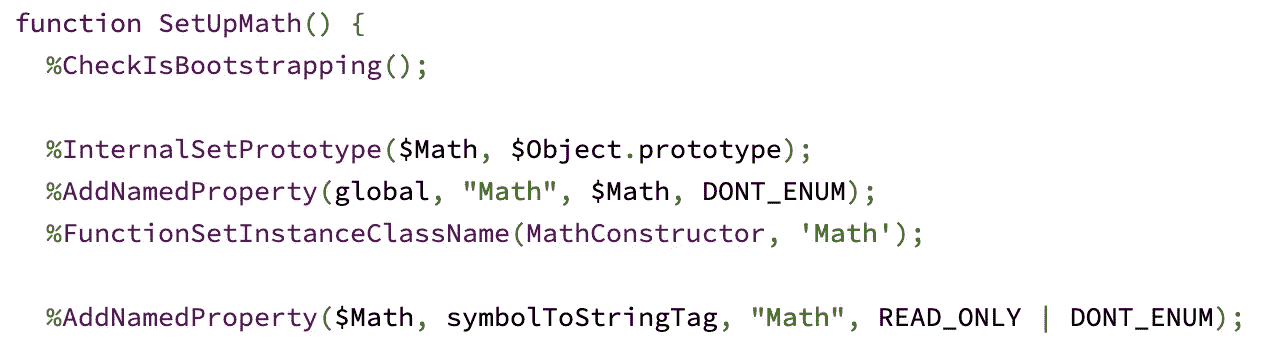 function SetUpMath() {
  %CheckIsBootstrapping();

  %InternalSetPrototype($Math, $Object.prototype);
  %AddNamedProperty(global, "Math", $Math, DONT_ENUM);
  %FunctionSetInstanceClassName(MathConstructor, 'Math');

  %AddNamedProperty($Math, symbolToStringTag, "Math", READ_ONLY | DONT_ENUM);